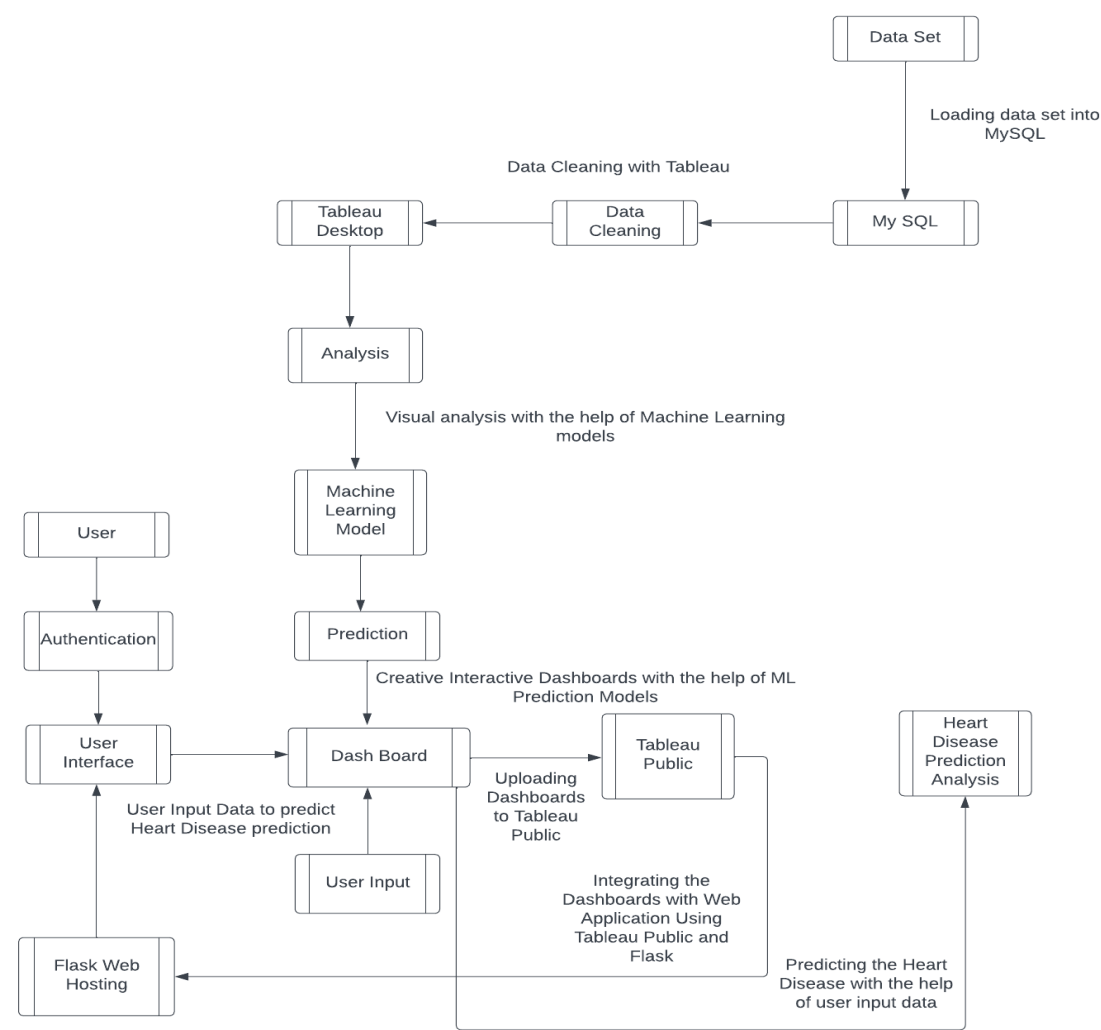 Data Set
Loading data set into
MySQL
Data Cleaning with Tableau
Tableau
Desktop
Data
Cleaning
My SQL
Analysis
Visual analysis with the help of Machine Learning
models
Machine
Learning
Model
User
Authentication
Prediction
Creative Interactive Dashboards with the help of ML
Prediction Models
User
Interface
Dash Board
Tableau
Public
Heart
Disease
Prediction
Analysis
Uploading
Dashboards
to Tableau
Public
User Input Data to predict
Heart Disease prediction
User Input
Integrating the
Dashboards with Web
Application Using
Tableau Public and
Flask
Flask Web
Hosting
Predicting the Heart
Disease with the help
of user input data